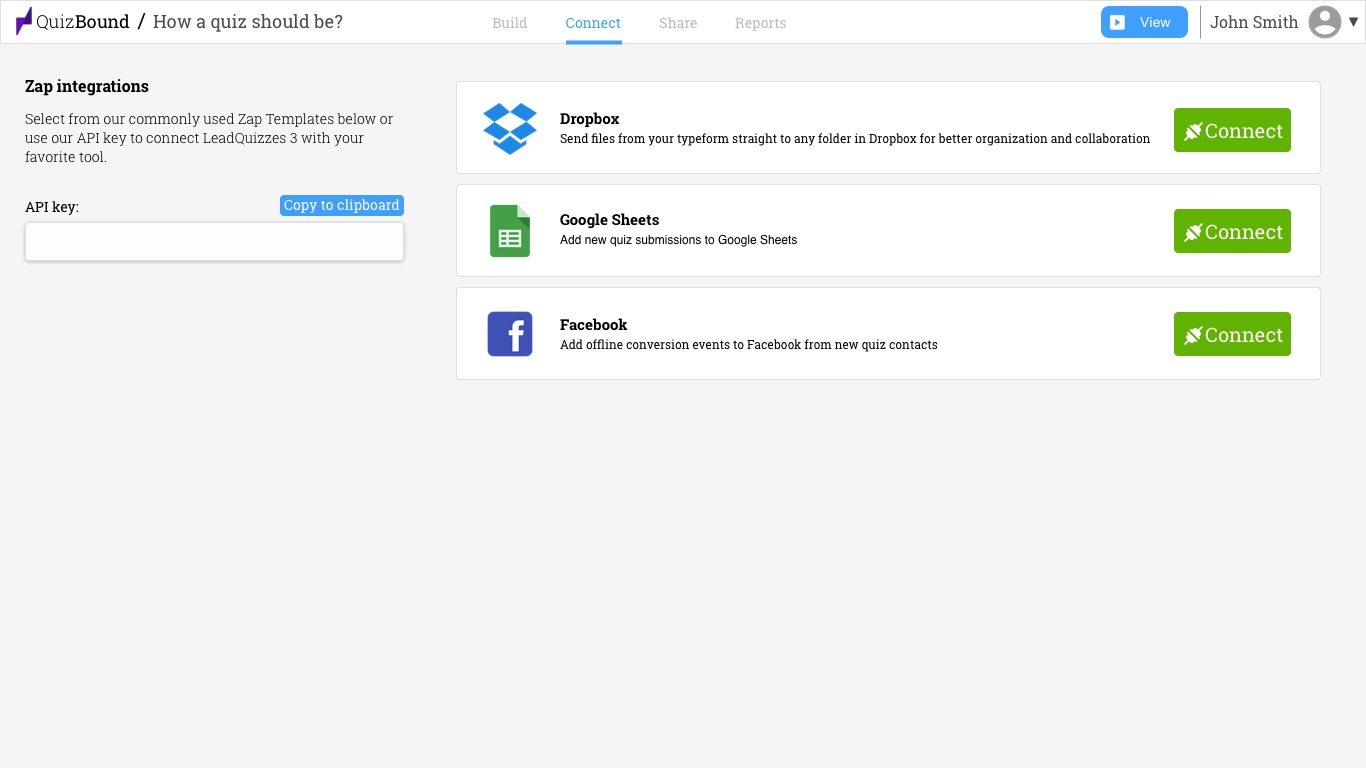 QuizBound / How a quiz should be?
Build
Connect
Share
Reports
View
John Smith
Zap integrations
Select from our commonly used Zap Templates below or
use our API key to connect LeadQuizzes 3 with your
favorite tool.
API key:
Copy to clipboard
Dropbox
Send files from your typeform straight to any folder in Dropbox for better organization and collaboration
Connect
Google Sheets
Add new quiz submissions to Google Sheets
Connect
Facebook
Add offline conversion events to Facebook from new quiz contacts
Connect